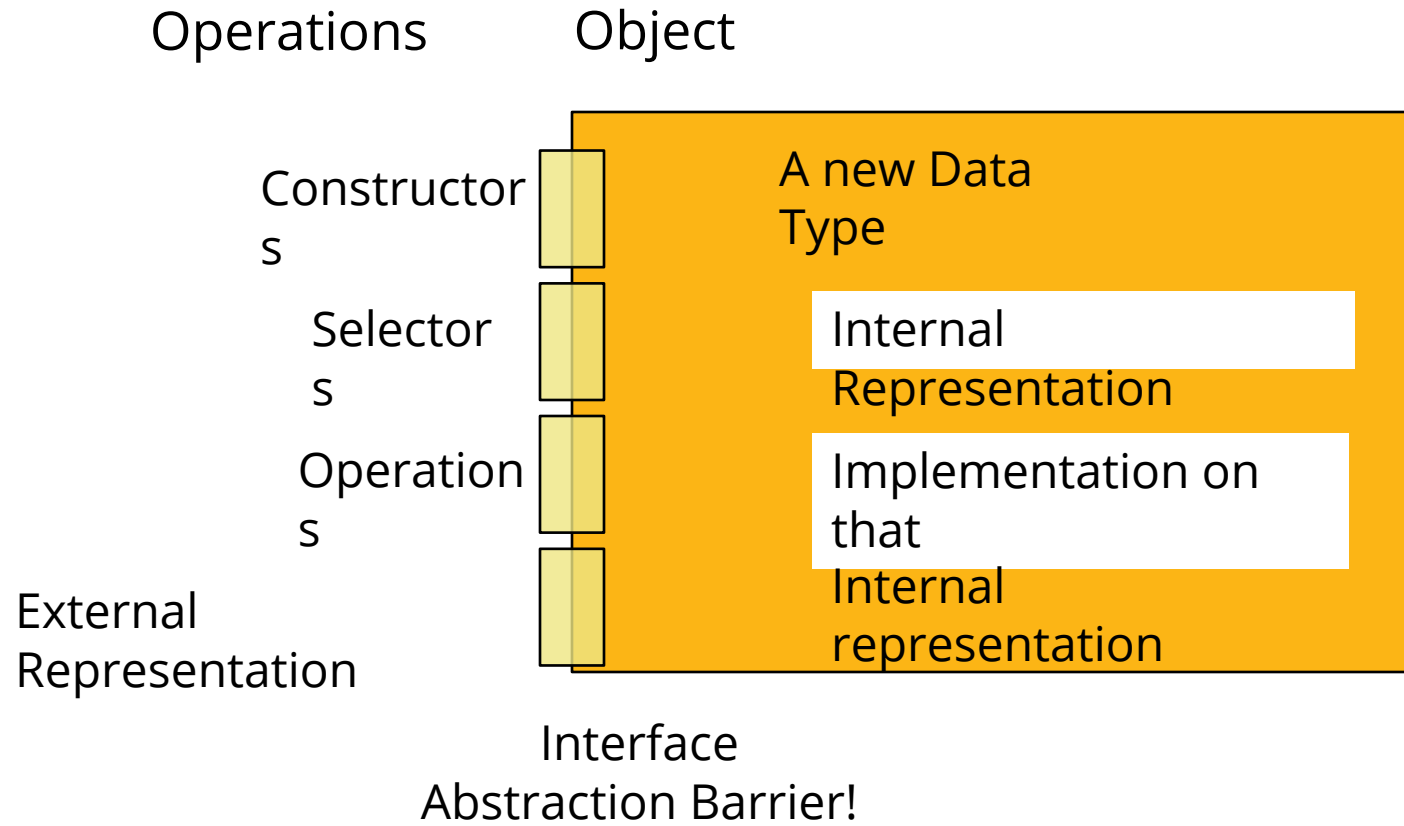 Operations
Object
Constructor
s
Selector
s
Operation
s
External
Representation
A new Data
Type
Internal
Representation
Implementation on
that
Internal
representation
Interface
Abstraction Barrier!